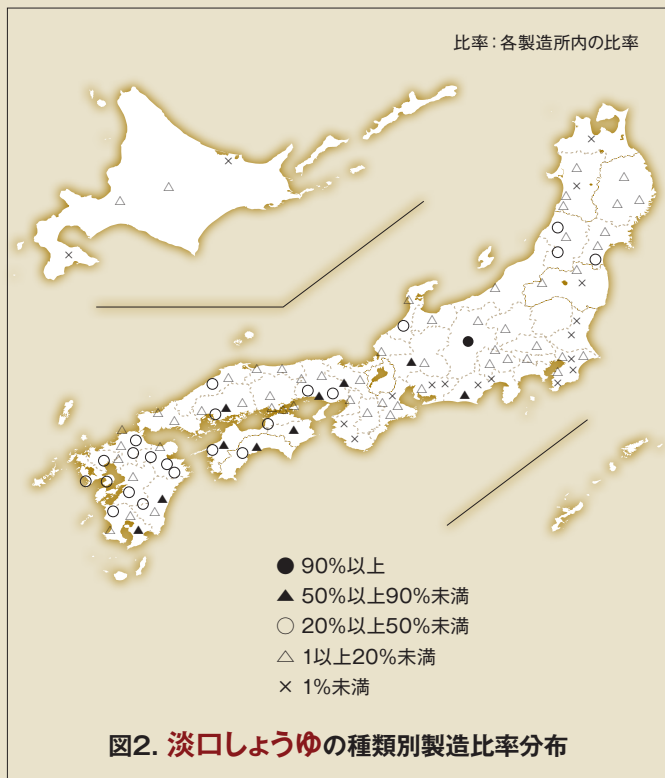 比率：各製造所内の比率
● 90%以上
▲ 50%以上90%未満
○ 20%以上50%未満
△ 1以上20%未満
× 1%未満
図2. 淡口しょうゆの種類別製造比率分布